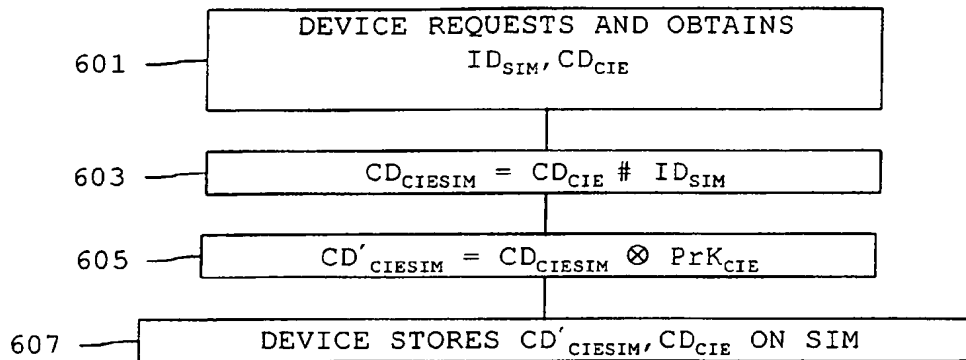 DEVICE REQUESTS AND OBTAINS
601
ID_SIM, CD_CIE
603
CD_CIESIM = CD_CIE # ID_SIM
605
CD'_CIESIM = CD_CIESIM ⊗ PrK_CIE
607
DEVICE STORES CD'_CIESIM, CD_CIE ON SIM